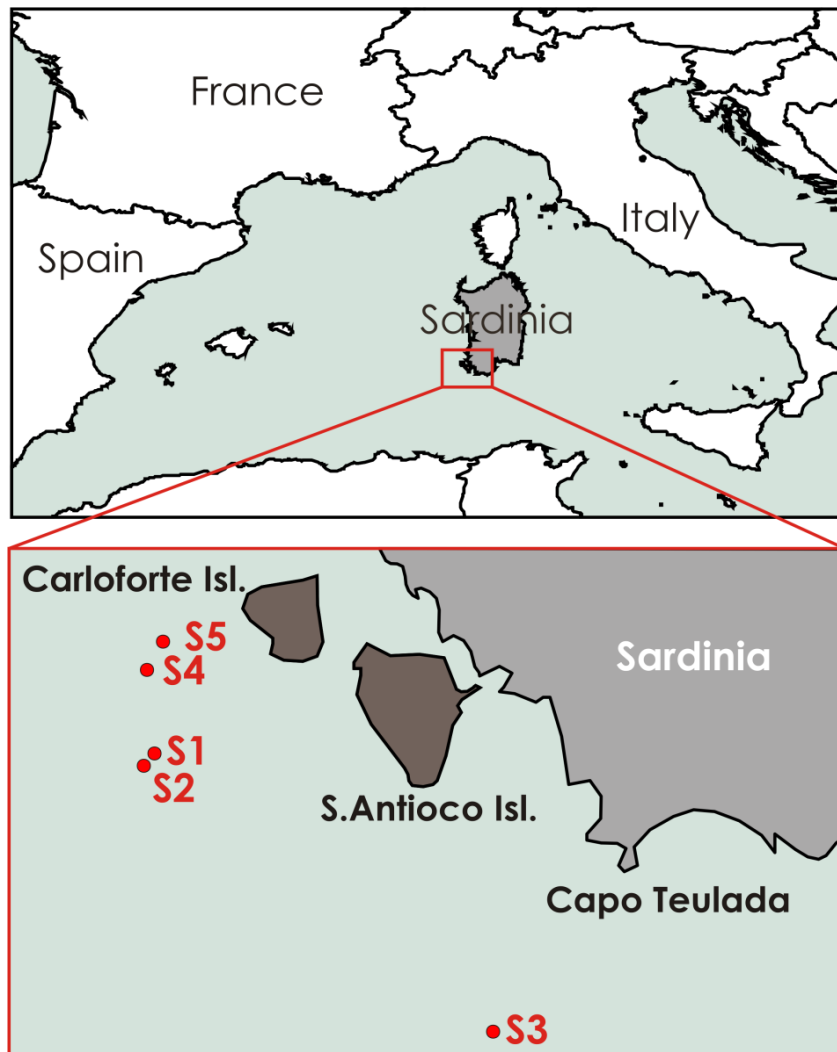 France
Italy
Spain
Sardinia
Carloforte Isl.
S5
Sardinia
S4
S1
S2
S.Antioco Isl.
Capo Teulada
S3